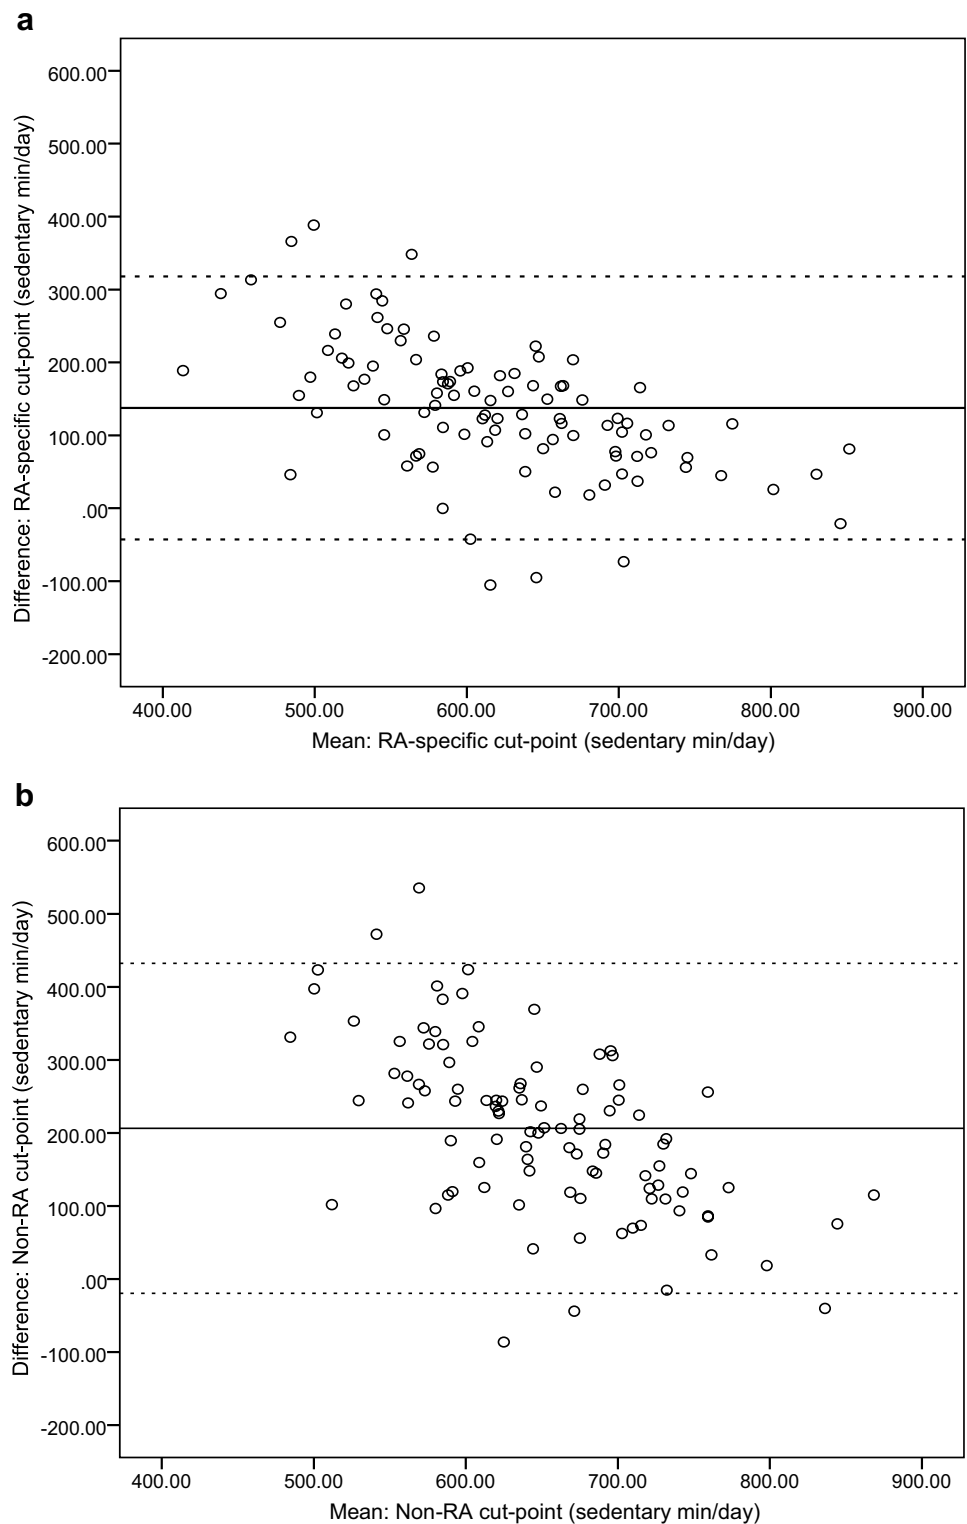 a
600.00
500.00
400.00
300.00
200.00
100.00
.00
-100.00
-200.00
Difference: RA-specific cut-point (sedentary min/day)
400.00 500.00 600.00 700.00 800.00 900.00
Mean: RA-specific cut-point (sedentary min/day)
b
600.00
500.00
400.00
300.00
200.00
100.00
.00
-100.00
-200.00
Difference: Non-RA cut-point (sedentary min/day)
400.00 500.00 600.00 700.00 800.00 900.00
Mean: Non-RA cut-point (sedentary min/day)